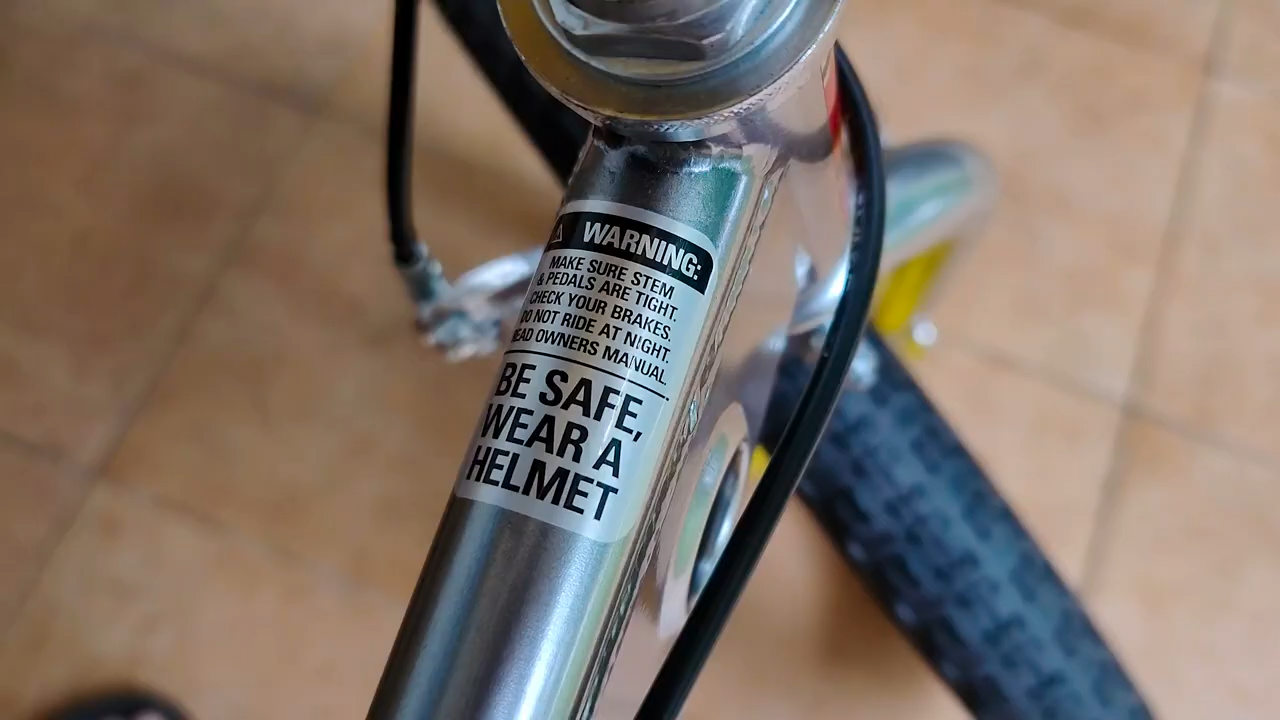 WARNING:
MAKE SURE STEM
& PEDALS ARE TIGHT.
CHECK YOUR BRAKES.
DO NOT RIDE AT NIGHT.
READ OWNERS MANUAL.
BE SAFE,
WEAR A
HELMET